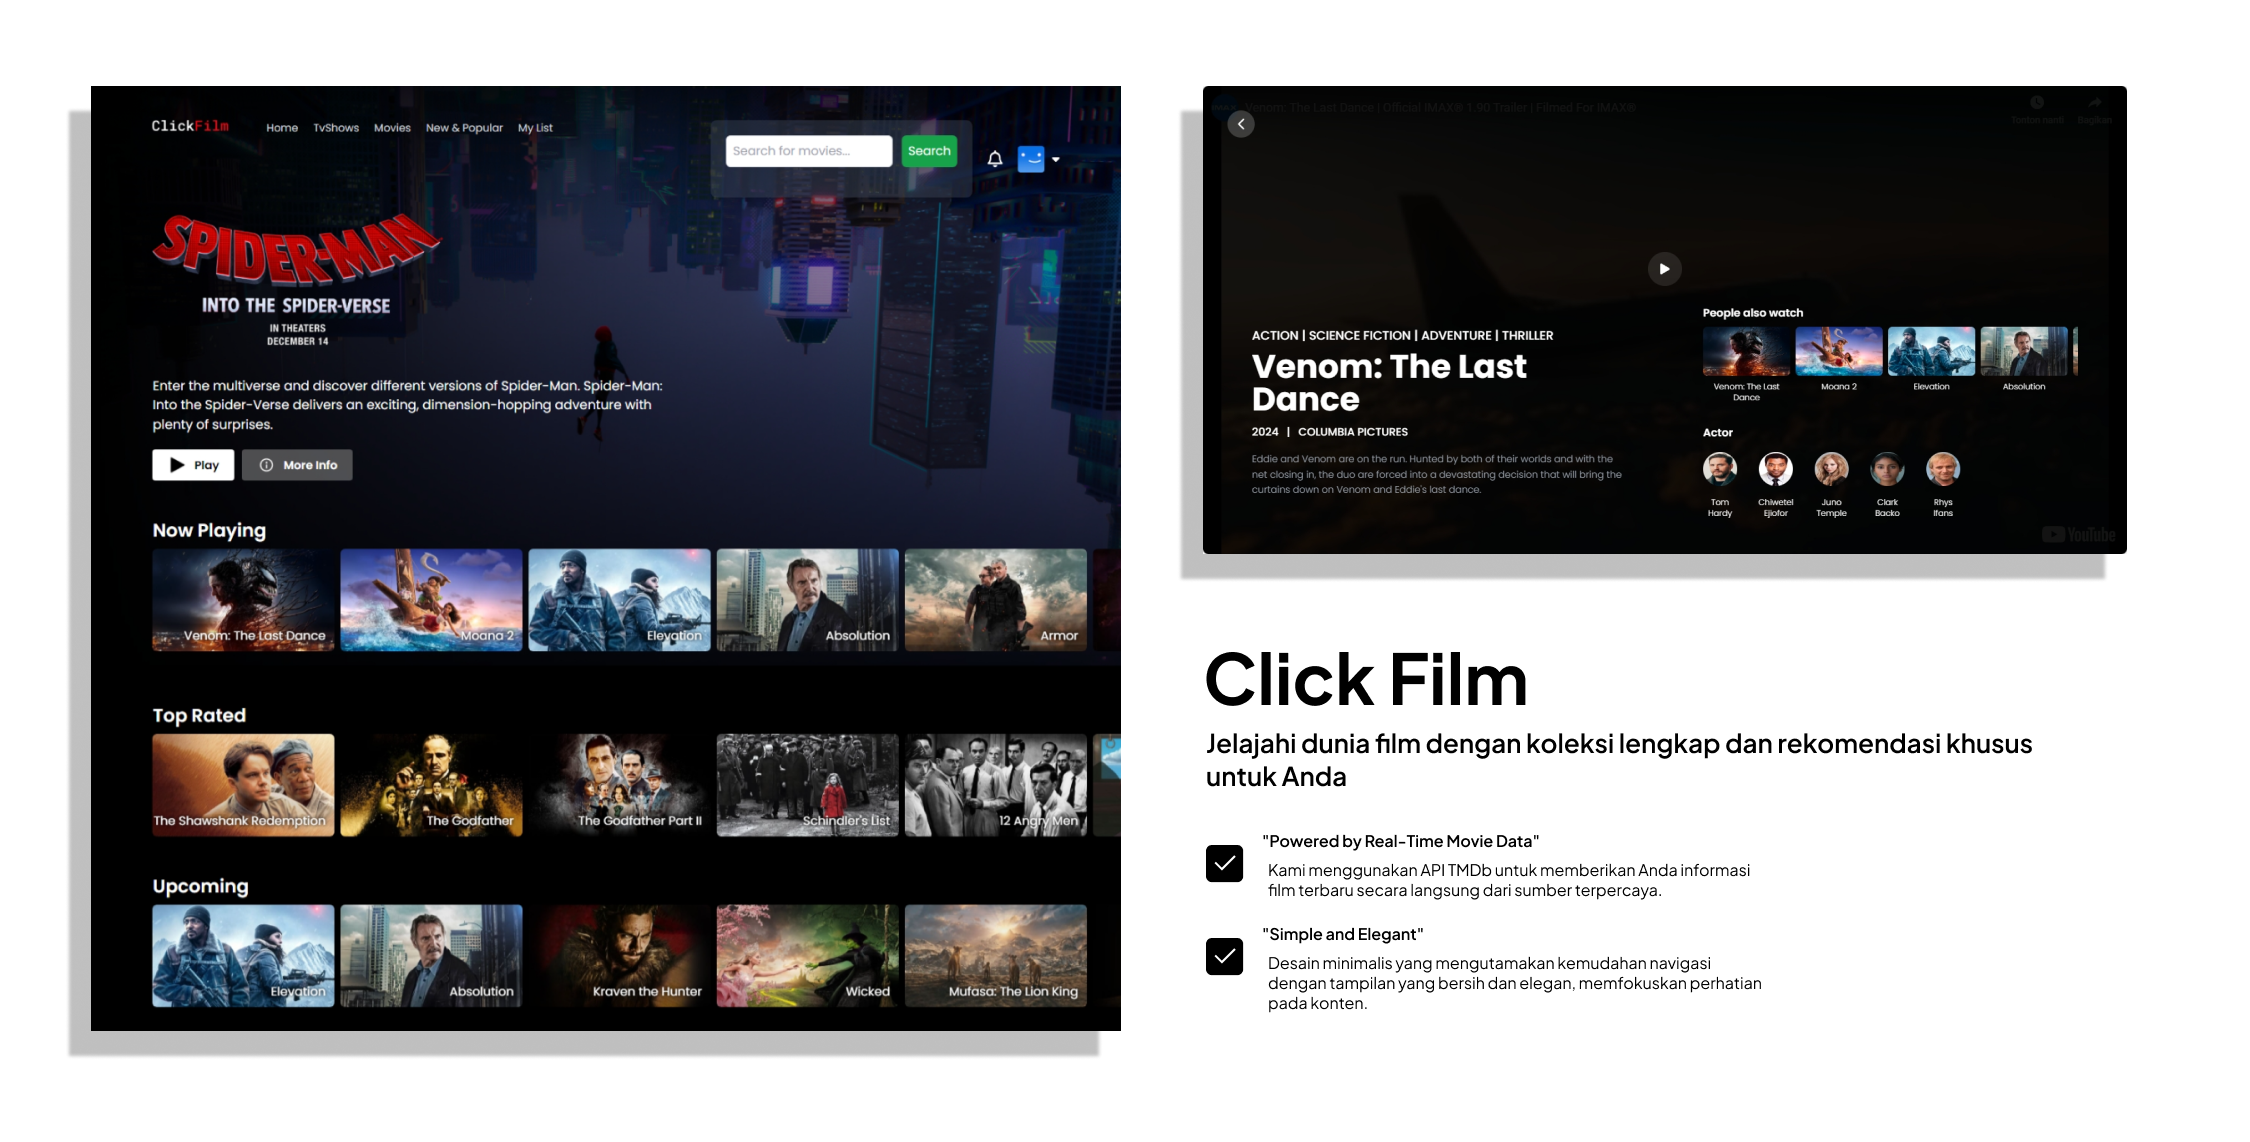 ClickFilm
Home TvShows Movies New & Popular My List
Search for movies...
Search
SPIDER-MAN
INTO THE SPIDER-VERSE
IN THEATERS
DECEMBER 14
Enter the multiverse and discover different versions of Spider-Man. Spider-Man:
Into the Spider-Verse delivers an exciting, dimension-hopping adventure with
plenty of surprises.
Play
More Info
Now Playing
Venom: The Last Dance
Moana 2
Elevation
Absolution
Armor
Top Rated
The Shawshank Redemption
The Godfather
The Godfather Part II
Schindler's List
12 Angry Men
Upcoming
Elevation
Absolution
Kraven the Hunter
Wicked
Mufasa: The Lion King
Venom: The Last Dance | Official IMAX® 1.90 Trailer | Filmed For IMAX®
Tonton nanti
Bagikan
ACTION | SCIENCE FICTION | ADVENTURE | THRILLER
Venom: The Last
Dance
2024 | COLUMBIA PICTURES
Eddie and Venom are on the run. Hunted by both of their worlds and with the
net closing in, the duo are forced into a devastating decision that will bring the
curtains down on Venom and Eddie's last dance.
People also watch
Venom: The Last
Dance
Moana 2
Elevation
Absolution
Actor
Tom
Hardy
Chiwetel
Ejiofor
Juno
Temple
Clark
Backo
Rhys
Ifans
YouTube
Click Film
Jelajahi dunia film dengan koleksi lengkap dan rekomendasi khusus
untuk Anda
"Powered by Real-Time Movie Data"
Kami menggunakan API TMDb untuk memberikan Anda informasi
film terbaru secara langsung dari sumber terpercaya.
"Simple and Elegant"
Desain minimalis yang mengutamakan kemudahan navigasi
dengan tampilan yang bersih dan elegan, memfokuskan perhatian
pada konten.